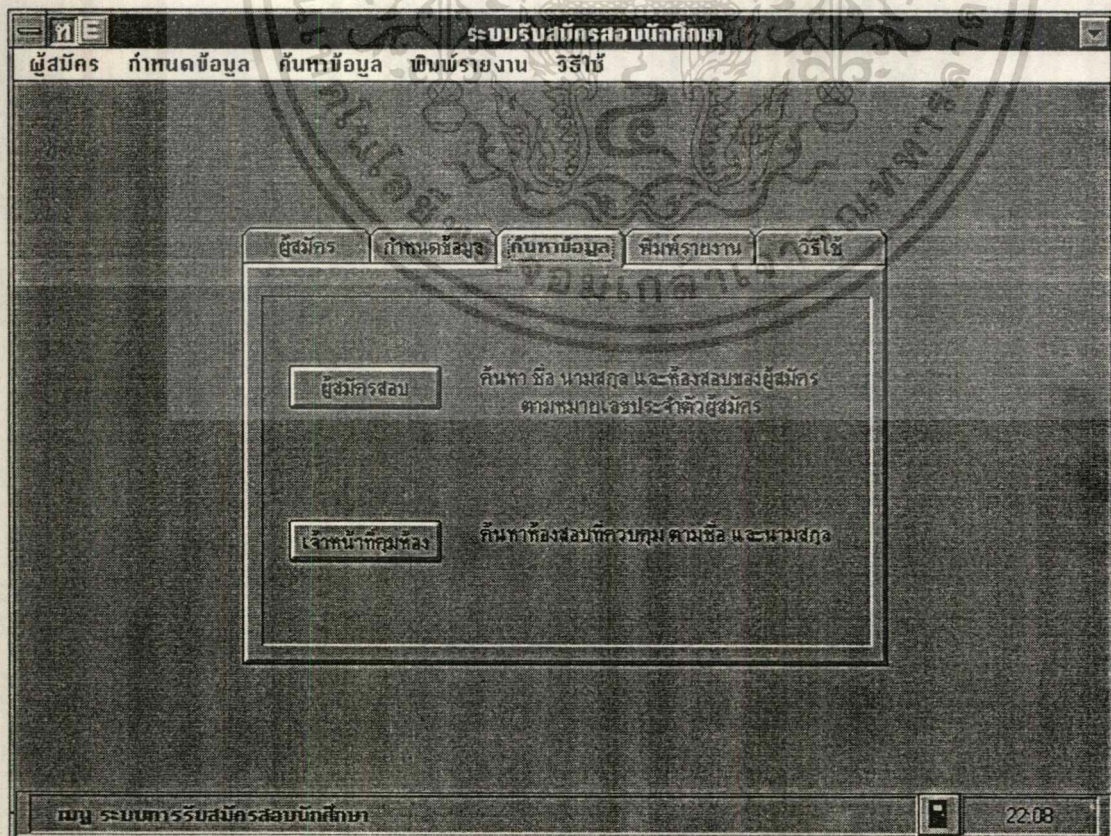 ท E ระบบรับสมัครสอบนักศึกษา
ผู้สมัคร กำหนดข้อมูล ค้นหาข้อมูล พิมพ์รายงาน วิธีใช้
ผู้สมัคร กำหนดข้อมูล ค้นหาข้อมูล พิมพ์รายงาน วิธีใช้
ผู้สมัครสอบ ค้นหา ชื่อ นามสกุล และห้องสอบของผู้สมัคร
ตามหมายเลขประจำตัวผู้สมัคร
เจ้าหน้าที่คุมห้อง ค้นหาห้องสอบที่ควบคุม ตามชื่อ และนามสกุล
เมนู ระบบการรับสมัครสอบนักศึกษา 22:08